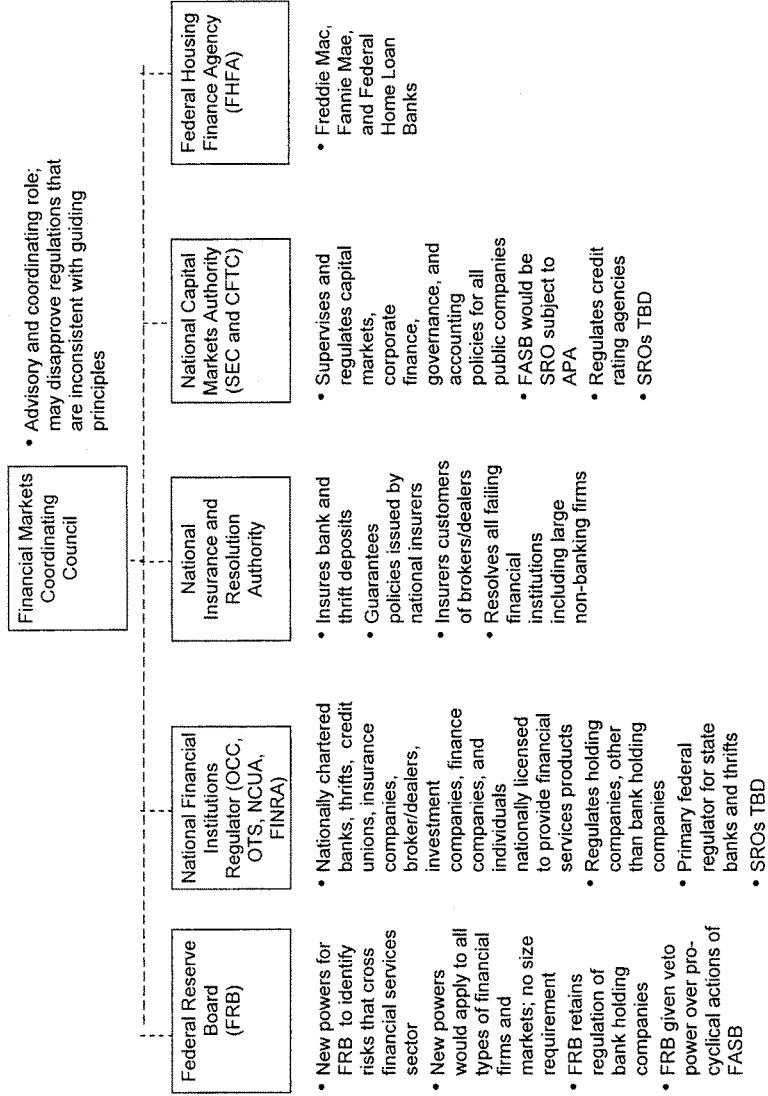 Financial Markets
Coordinating
Council
• Advisory and coordinating role;
may disapprove regulations that
are inconsistent with guiding
principles
Federal Reserve
Board
(FRB)
• New powers for
FRB to identify
risks that cross
financial services
sector
• New powers
would apply to all
types of financial
firms and
markets; no size
requirement
• FRB retains
regulation of
bank holding
companies
• FRB given veto
power over pro-
cyclical actions of
FASB
National Financial
Institutions
Regulator (OCC,
OTS, NCUA,
FINRA)
• Nationally chartered
banks, thrifts, credit
unions, insurance
companies,
broker/dealers,
investment
companies, finance
companies, and
individuals
nationally licensed
to provide financial
services products
• Regulates holding
companies, other
than bank holding
companies
• Primary federal
regulator for state
banks and thrifts
• SROs TBD
National
Insurance and
Resolution
Authority
• Insures bank and
thrift deposits
• Guarantees
policies issued by
national insurers
• Insurers customers
of brokers/dealers
• Resolves all failing
financial
institutions
including large
non-banking firms
National Capital
Markets Authority
(SEC and CFTC)
• Supervises and
regulates capital
markets,
corporate
finance,
governance, and
accounting
policies for all
public companies
• FASB would be
SRO subject to
APA
• Regulates credit
rating agencies
• SROs TBD
Federal Housing
Finance Agency
(FHFA)
• Freddie Mac,
Fannie Mae,
and Federal
Home Loan
Banks